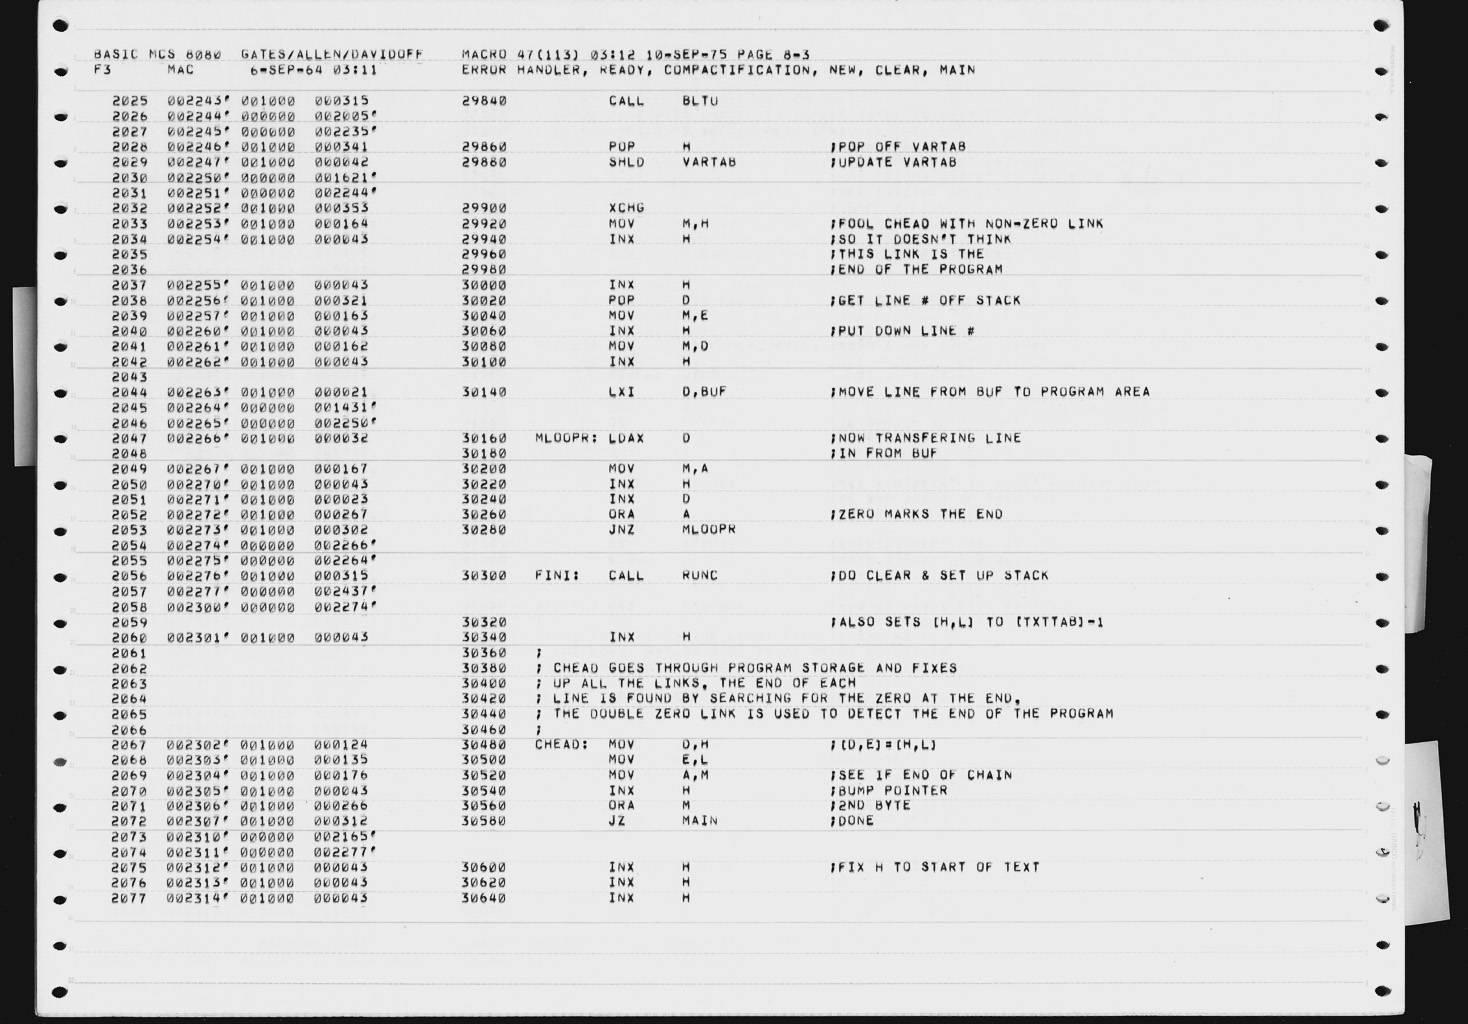 BASIC MCS 8080 GATES/ALLEN/DAVIDOFF MACRO 47(113) 03:12 10-SEP-75 PAGE 8-3
F3 MAC 6-SEP-64 03:11 ERROR HANDLER, READY, COMPACTIFICATION, NEW, CLEAR, MAIN
2025 002243' 001000 000315 29840 CALL BLTU
2026 002244' 000000 002005'
2027 002245' 000000 002235'
2028 002246' 001000 000341 29860 POP H ;POP OFF VARTAB
2029 002247' 001000 000042 29880 SHLD VARTAB ;UPDATE VARTAB
2030 002250' 000000 001621'
2031 002251' 000000 002244'
2032 002252' 001000 000353 29900 XCHG
2033 002253' 001000 000164 29920 MOV M,H ;FOOL CHEAD WITH NON-ZERO LINK
2034 002254' 001000 000043 29940 INX H ;SO IT DOESN'T THINK
2035 29960 ;THIS LINK IS THE
2036 29980 ;END OF THE PROGRAM
2037 002255' 001000 000043 30000 INX H
2038 002256' 001000 000321 30020 POP D ;GET LINE # OFF STACK
2039 002257' 001000 000163 30040 MOV M,E
2040 002260' 001000 000043 30060 INX H ;PUT DOWN LINE #
2041 002261' 001000 000162 30080 MOV M,D
2042 002262' 001000 000043 30100 INX H
2043
2044 002263' 001000 000021 30140 LXI D,BUF ;MOVE LINE FROM BUF TO PROGRAM AREA
2045 002264' 000000 001431'
2046 002265' 000000 002250'
2047 002266' 001000 000032 30160 MLOOPR: LDAX D ;NOW TRANSFERING LINE
2048 30180 ;IN FROM BUF
2049 002267' 001000 000167 30200 MOV M,A
2050 002270' 001000 000043 30220 INX H
2051 002271' 001000 000023 30240 INX D
2052 002272' 001000 000267 30260 ORA A ;ZERO MARKS THE END
2053 002273' 001000 000302 30280 JNZ MLOOPR
2054 002274' 000000 002266'
2055 002275' 000000 002264'
2056 002276' 001000 000315 30300 FINI: CALL RUNC ;DO CLEAR & SET UP STACK
2057 002277' 000000 002437'
2058 002300' 000000 002274'
2059 30320 ;ALSO SETS [H,L] TO [TXTTAB]-1
2060 002301' 001000 000043 30340 INX H
2061 30360 ;
2062 30380 ; CHEAD GOES THROUGH PROGRAM STORAGE AND FIXES
2063 30400 ; UP ALL THE LINKS, THE END OF EACH
2064 30420 ; LINE IS FOUND BY SEARCHING FOR THE ZERO AT THE END,
2065 30440 ; THE DOUBLE ZERO LINK IS USED TO DETECT THE END OF THE PROGRAM
2066 30460 ;
2067 002302' 001000 000124 30480 CHEAD: MOV D,H ;[D,E]=[H,L]
2068 002303' 001000 000135 30500 MOV E,L
2069 002304' 001000 000176 30520 MOV A,M ;SEE IF END OF CHAIN
2070 002305' 001000 000043 30540 INX H ;BUMP POINTER
2071 002306' 001000 000266 30560 ORA M ;2ND BYTE
2072 002307' 001000 000312 30580 JZ MAIN ;DONE
2073 002310' 000000 002165'
2074 002311' 000000 002277'
2075 002312' 001000 000043 30600 INX H ;FIX H TO START OF TEXT
2076 002313' 001000 000043 30620 INX H
2077 002314' 001000 000043 30640 INX H